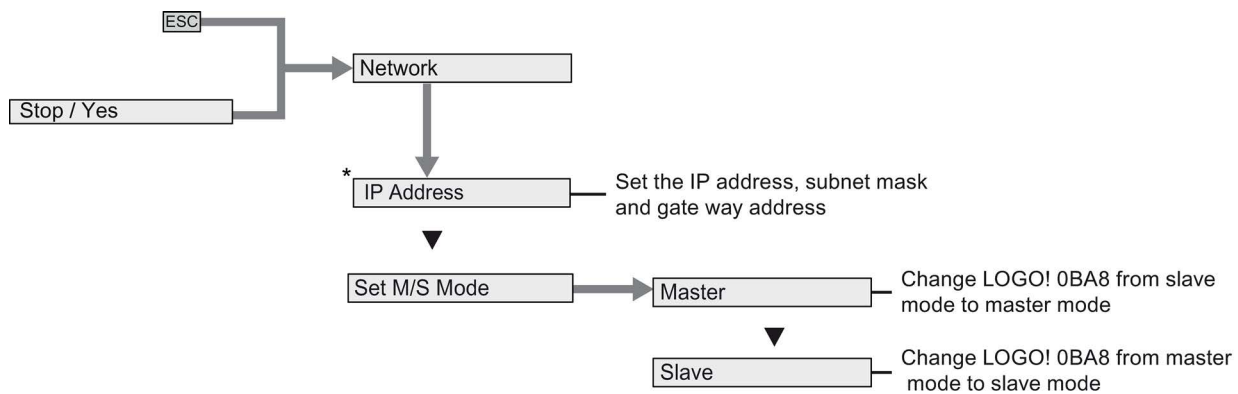 ESC
Network
Stop / Yes
*
IP Address
Set the IP address, subnet mask
and gate way address
Set M/S Mode
Master
Change LOGO! 0BA8 from slave
mode to master mode
Slave
Change LOGO! 0BA8 from master
mode to slave mode